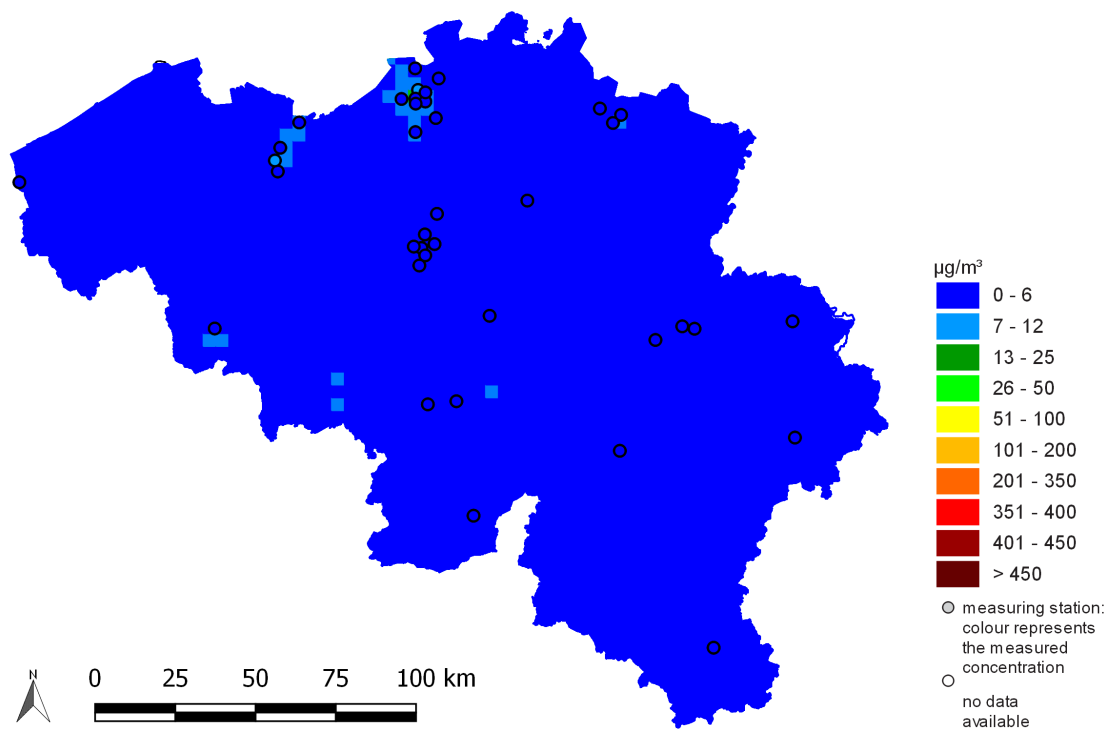 µg/m³
0 - 6
7 - 12
13 - 25
26 - 50
51 - 100
101 - 200
201 - 350
351 - 400
401 - 450
> 450
measuring station:
colour represents
the measured
concentration
no data
available
N
0 25 50 75 100 km